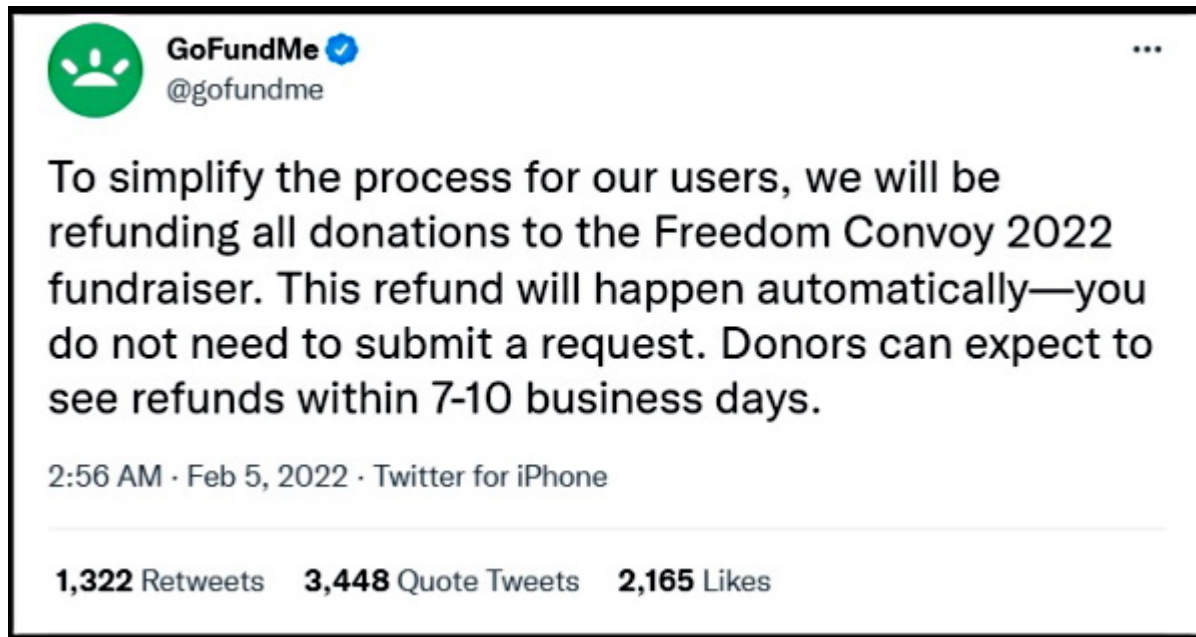 GoFundMe
@gofundme
To simplify the process for our users, we will be
refunding all donations to the Freedom Convoy 2022
fundraiser. This refund will happen automatically—you
do not need to submit a request. Donors can expect to
see refunds within 7-10 business days.
2:56 AM · Feb 5, 2022 · Twitter for iPhone
1,322 Retweets 3,448 Quote Tweets 2,165 Likes